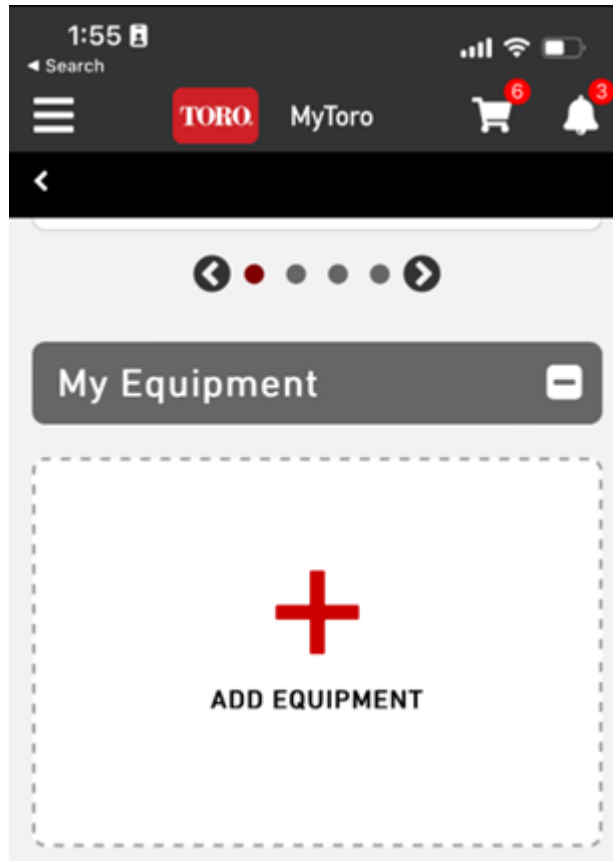 1:55
◄ Search
TORO. MyToro 6 3
My Equipment
ADD EQUIPMENT